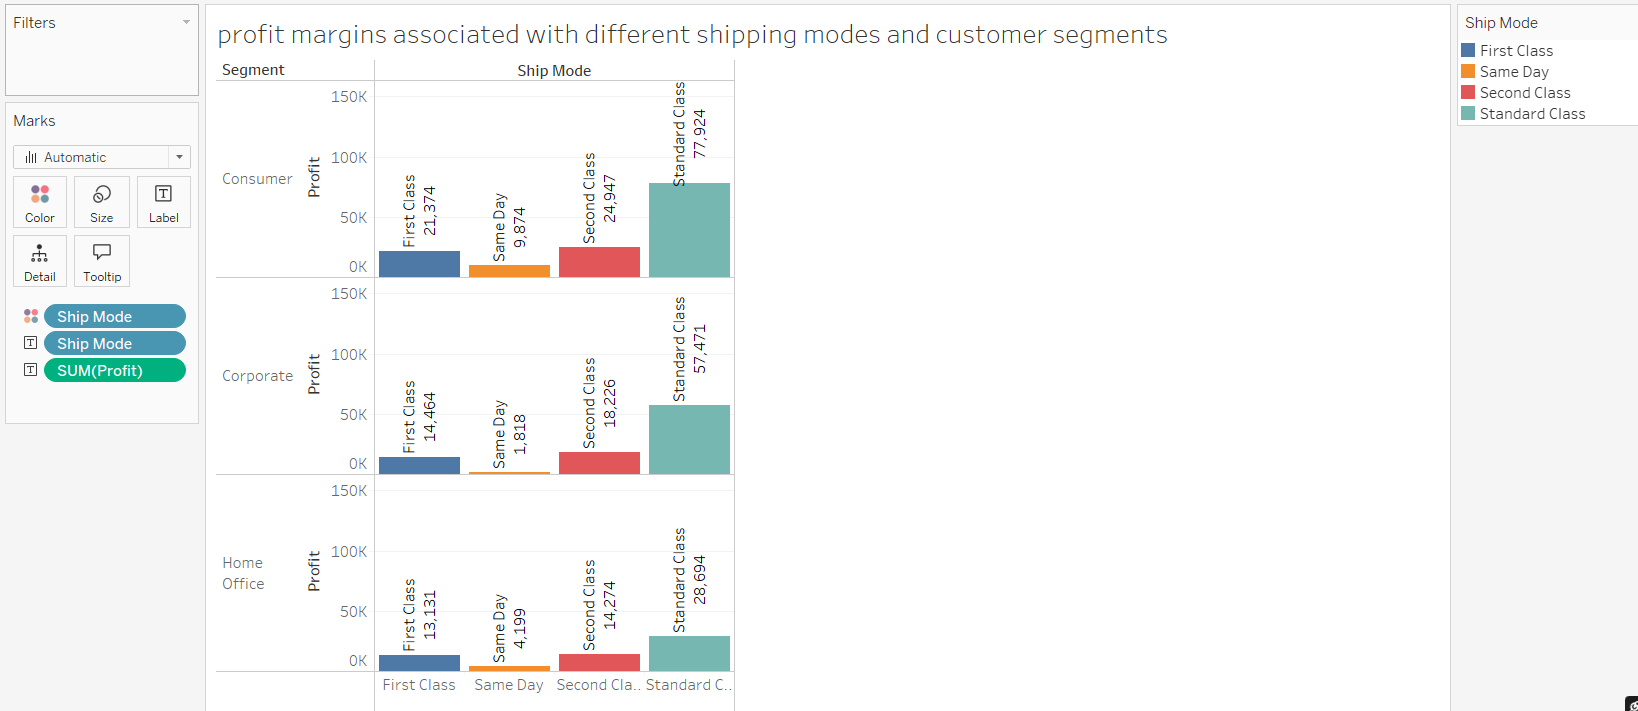 Filters
Marks
Automatic
Color
Size
Label
Detail
Tooltip
Ship Mode
Ship Mode
SUM(Profit)
profit margins associated with different shipping modes and customer segments
Segment
Ship Mode
Consumer
Profit
150K
100K
50K
0K
First Class
21,374
Same Day
9,874
Second Class
24,947
Standard Class
77,924
Corporate
Profit
150K
100K
50K
0K
First Class
14,464
Same Day
1,818
Second Class
18,226
Standard Class
57,471
Home
Office
Profit
150K
100K
50K
0K
First Class
13,131
Same Day
4,199
Second Class
14,274
Standard Class
28,694
First Class Same Day Second Cla.. Standard C..
Ship Mode
First Class
Same Day
Second Class
Standard Class